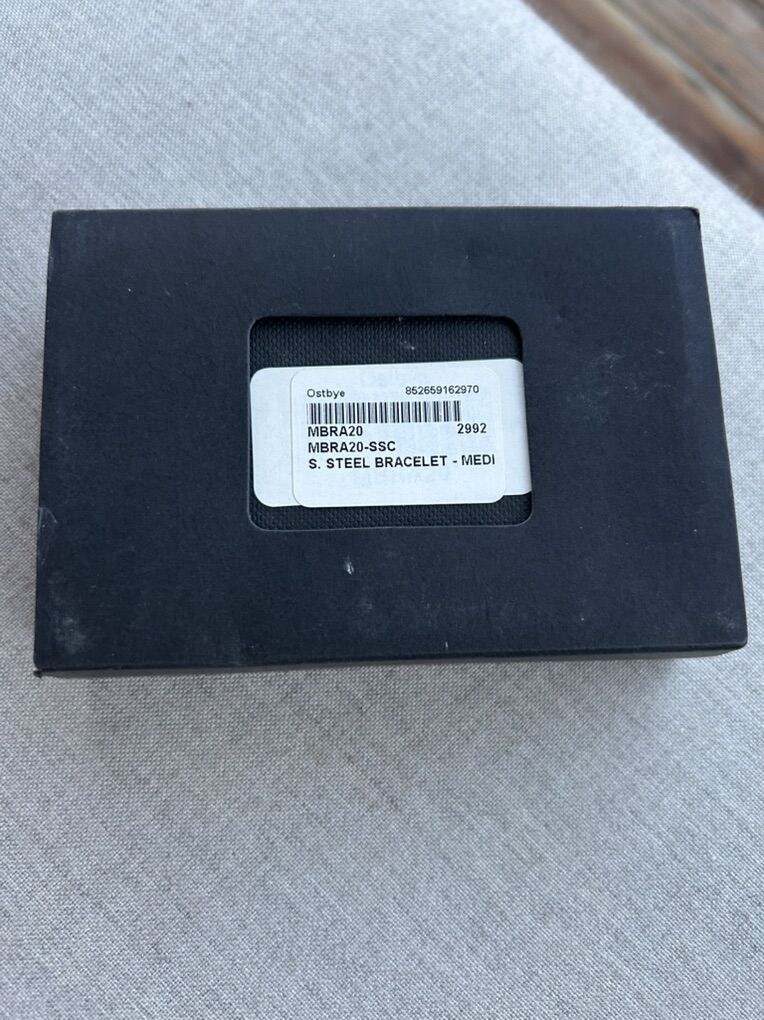 Ostbye 852659162970
MBRA20 2992
MBRA20-SSC
S. STEEL BRACELET - MEDI